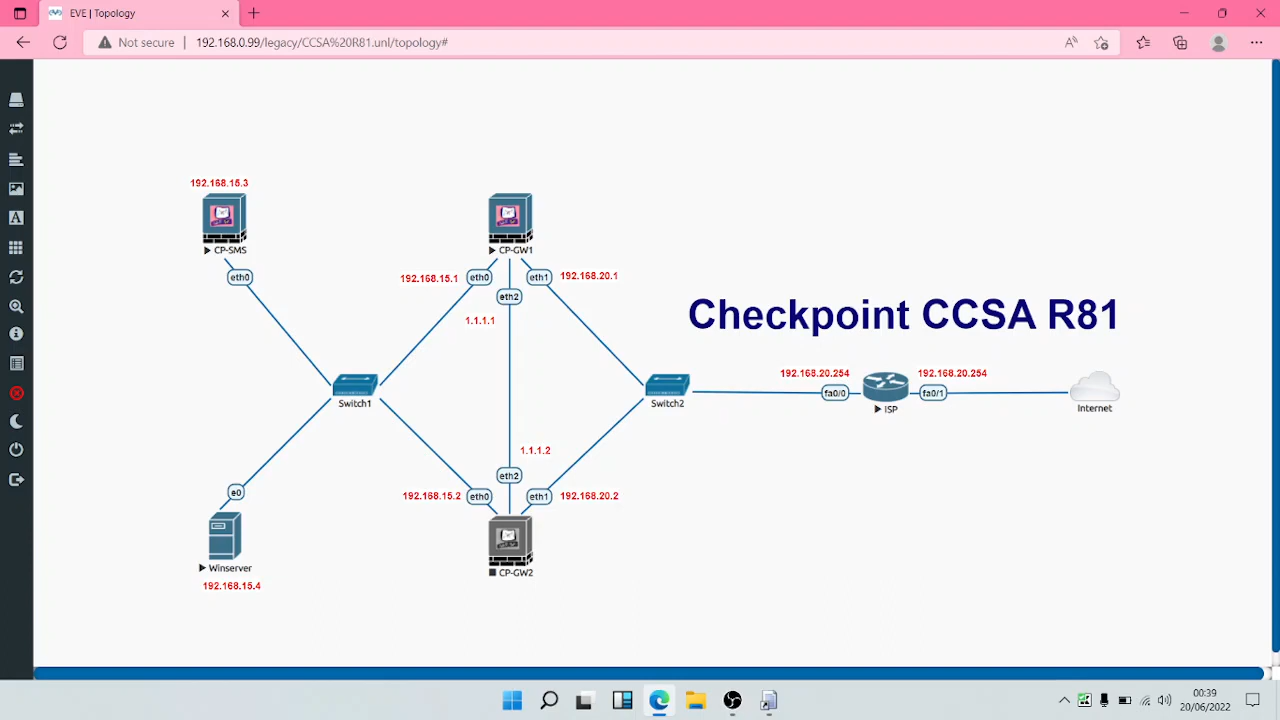 EVE | Topology
Not secure
192.168.0.99/legacy/CCSA%20R81.unl/topology#
192.168.15.3
CP-SMS
eth0
CP-GW1
192.168.15.1
eth0
eth1
192.168.20.1
eth2
1.1.1.1
Checkpoint CCSA R81
Switch1
Switch2
192.168.20.254
fa0/0
ISP
192.168.20.254
fa0/1
Internet
1.1.1.2
eth2
192.168.15.2
eth0
eth1
192.168.20.2
CP-GW2
e0
Winserver
192.168.15.4
00:39
20/06/2022